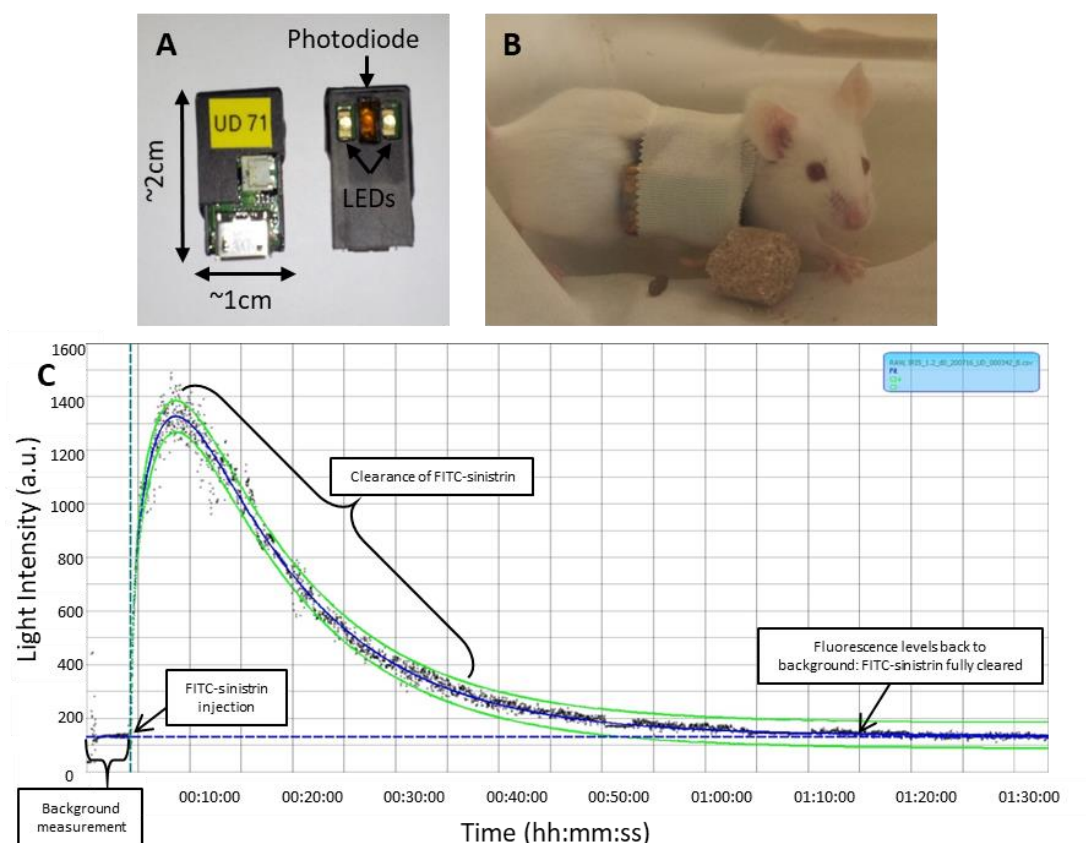 A
Photodiode
UD 71
~2cm
LEDs
~1cm
B
C
1600
1400
1200
1000
800
600
400
200
0
Light Intensity (a.u.)
Clearance of FITC-sinistrin
Fluorescence levels back to
background: FITC-sinistrin fully cleared
FITC-sinistrin
injection
Background
measurement
00:10:00 00:20:00 00:30:00 00:40:00 00:50:00 01:00:00 01:10:00 01:20:00 01:30:00
Time (hh:mm:ss)